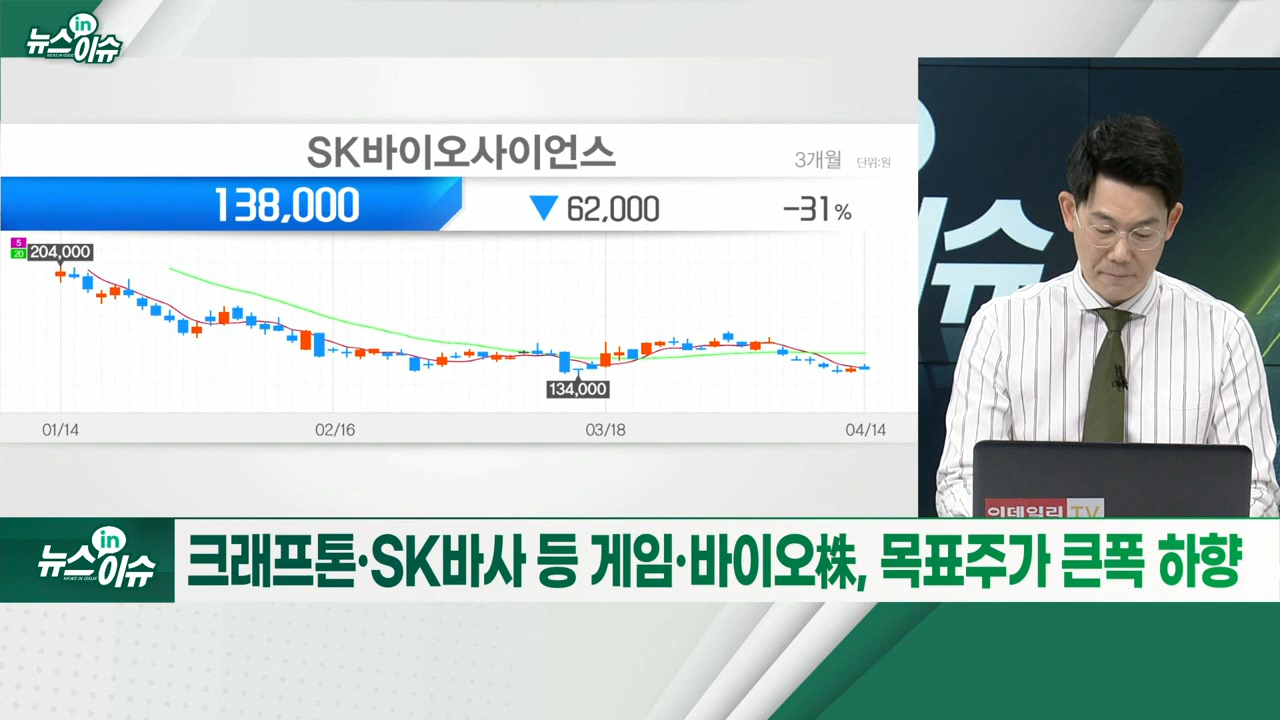 뉴스in이슈
SK바이오사이언스
3개월 단위:원
138,000 ▼ 62,000 -31%
5
20
204,000
134,000
01/14 02/16 03/18 04/14
이슈
이데일리TV
뉴스in이슈
크래프톤·SK바사 등 게임·바이오株, 목표주가 큰폭 하향